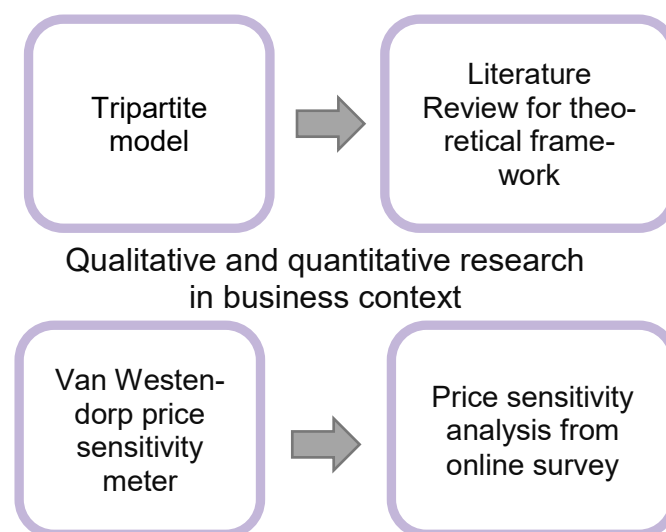 Tripartite
model
Literature
Review for theo-
retical frame-
work
Qualitative and quantitative research
in business context
Van Westen-
dorp price
sensitivity
meter
Price sensitivity
analysis from
online survey